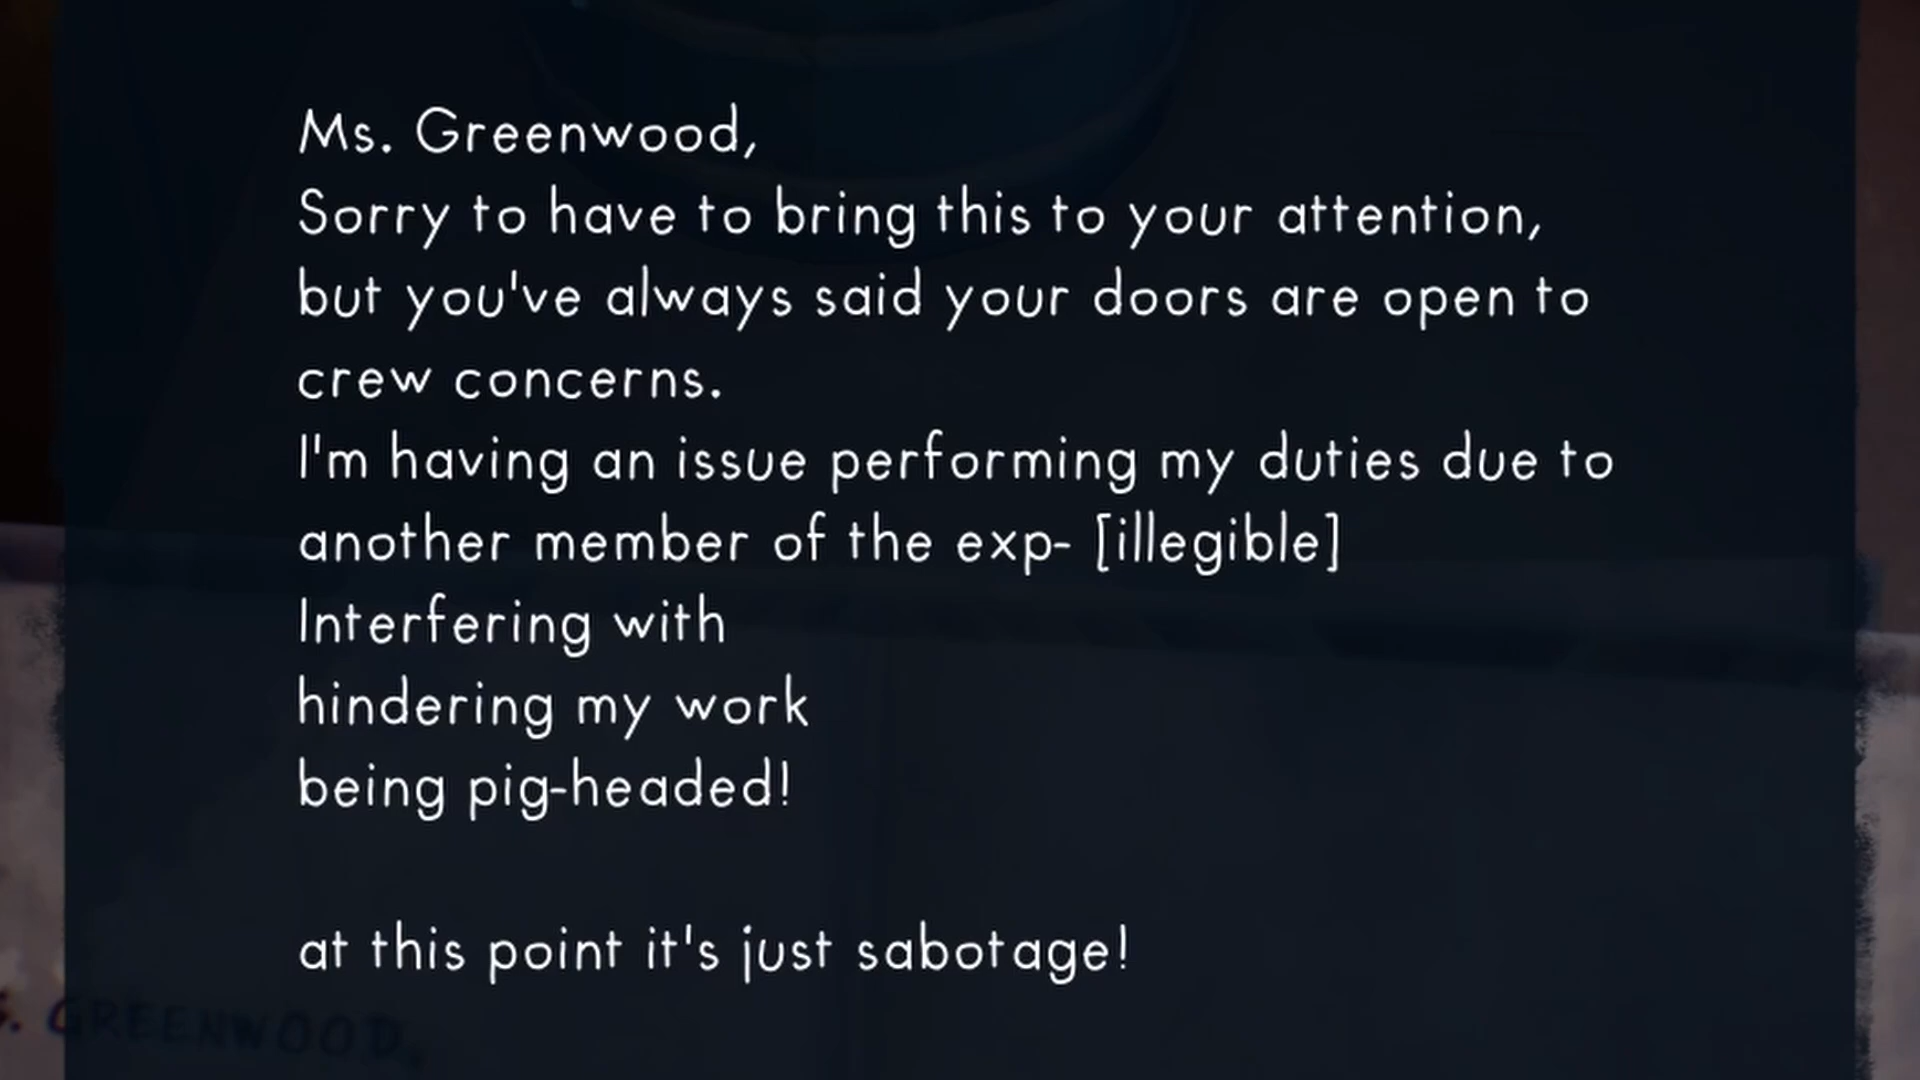 Ms. Greenwood,
Sorry to have to bring this to your attention,
but you've always said your doors are open to
crew concerns.
I'm having an issue performing my duties due to
another member of the exp- [illegible]
Interfering with
hindering my work
being pig-headed!
at this point it's just sabotage!
S. GREENWOOD,